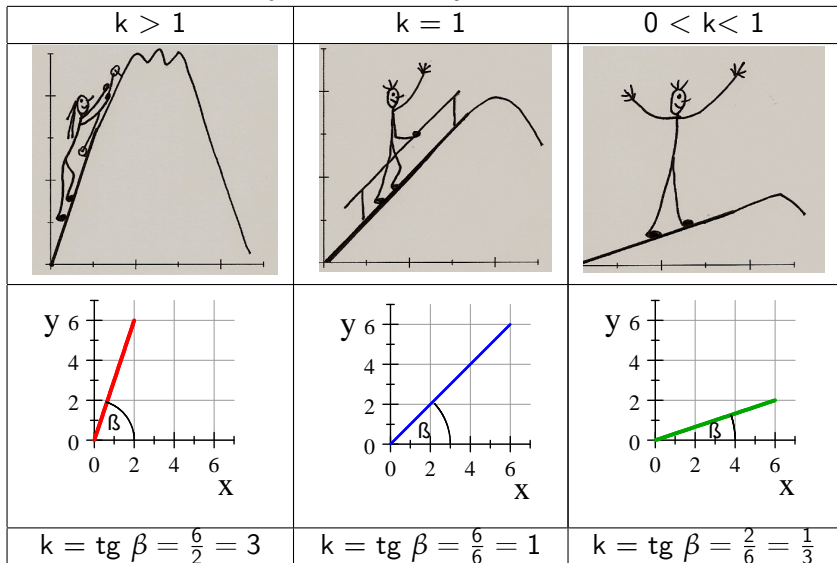 k > 1
k = 1
0 < k< 1
y 6
4
2
0
ß
0 2 4 6
x
y 6
4
2
0
ß
0 2 4 6
x
y 6
4
2
0
ß
0 2 4 6
x
k = tg β = 6/2 = 3
k = tg β = 6/6 = 1
k = tg β = 2/6 = 1/3